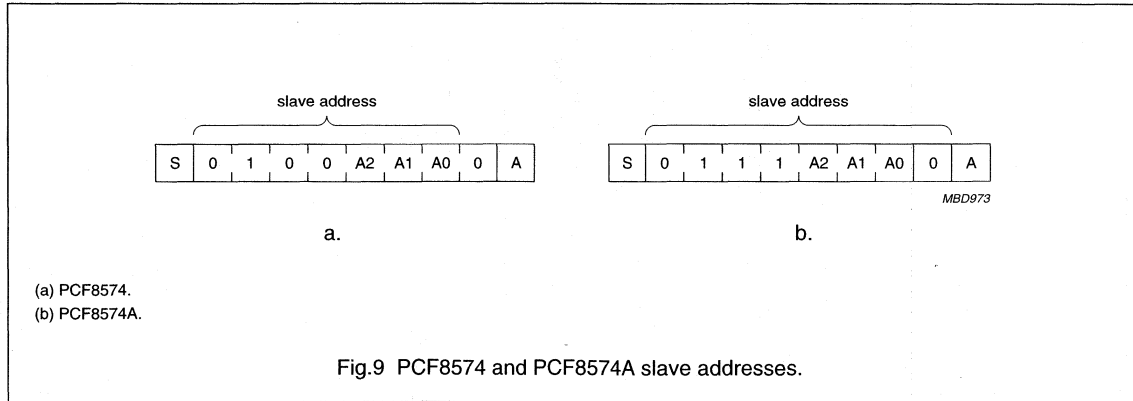 slave address
slave address
S 0 1 0 0 A2 A1 A0 0 A
S 0 1 1 1 A2 A1 A0 0 A
MBD973
a.
b.
(a) PCF8574.
(b) PCF8574A.
Fig.9 PCF8574 and PCF8574A slave addresses.